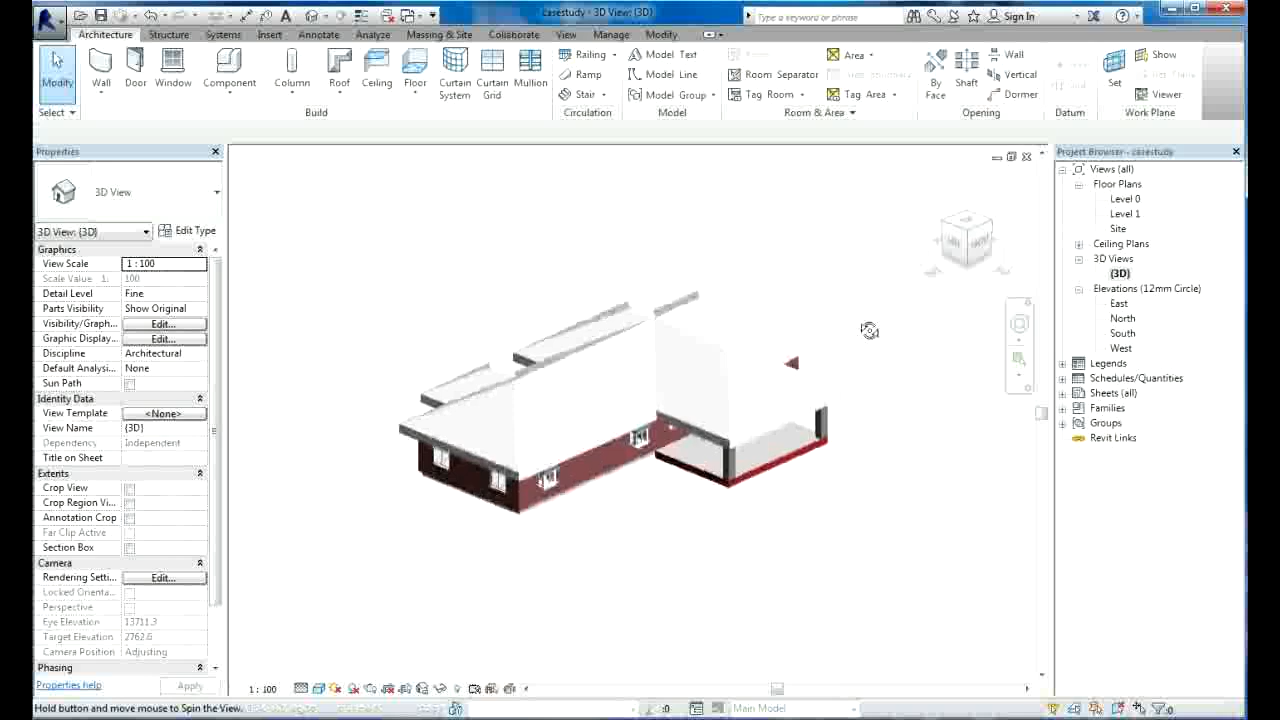 casestudy - 3D View: {3D}
Type a keyword or phrase
Sign In
Architecture Structure Systems Insert Annotate Analyze Massing & Site Collaborate View Manage Modify
Modify Wall Door Window Component Column Roof Ceiling Floor Curtain System Curtain Grid Mullion
Railing Model Text Area Wall Show
Ramp Model Line Room Separator By Face Shaft Vertical Set
Stair Model Group Tag Room Tag Area Dormer Viewer
Select Build Circulation Model Room & Area Opening Datum Work Plane
Properties
3D View
3D View: {3D} Edit Type
Graphics
View Scale 1 : 100
Scale Value 1: 100
Detail Level Fine
Parts Visibility Show Original
Visibility/Graph... Edit...
Graphic Display... Edit...
Discipline Architectural
Default Analysi... None
Sun Path
Identity Data
View Template <None>
View Name {3D}
Dependency Independent
Title on Sheet
Extents
Crop View
Crop Region Vi...
Annotation Crop
Far Clip Active
Section Box
Camera
Rendering Setti... Edit...
Locked Orienta...
Perspective
Eye Elevation 13711.3
Target Elevation 2762.6
Camera Position Adjusting
Phasing
Properties help Apply
1 : 100
Project Browser - casestudy
Views (all)
Floor Plans
Level 0
Level 1
Site
Ceiling Plans
3D Views
{3D}
Elevations (12mm Circle)
East
North
South
West
Legends
Schedules/Quantities
Sheets (all)
Families
Groups
Revit Links
Hold button and move mouse to Spin the View.
:0 Main Model :0